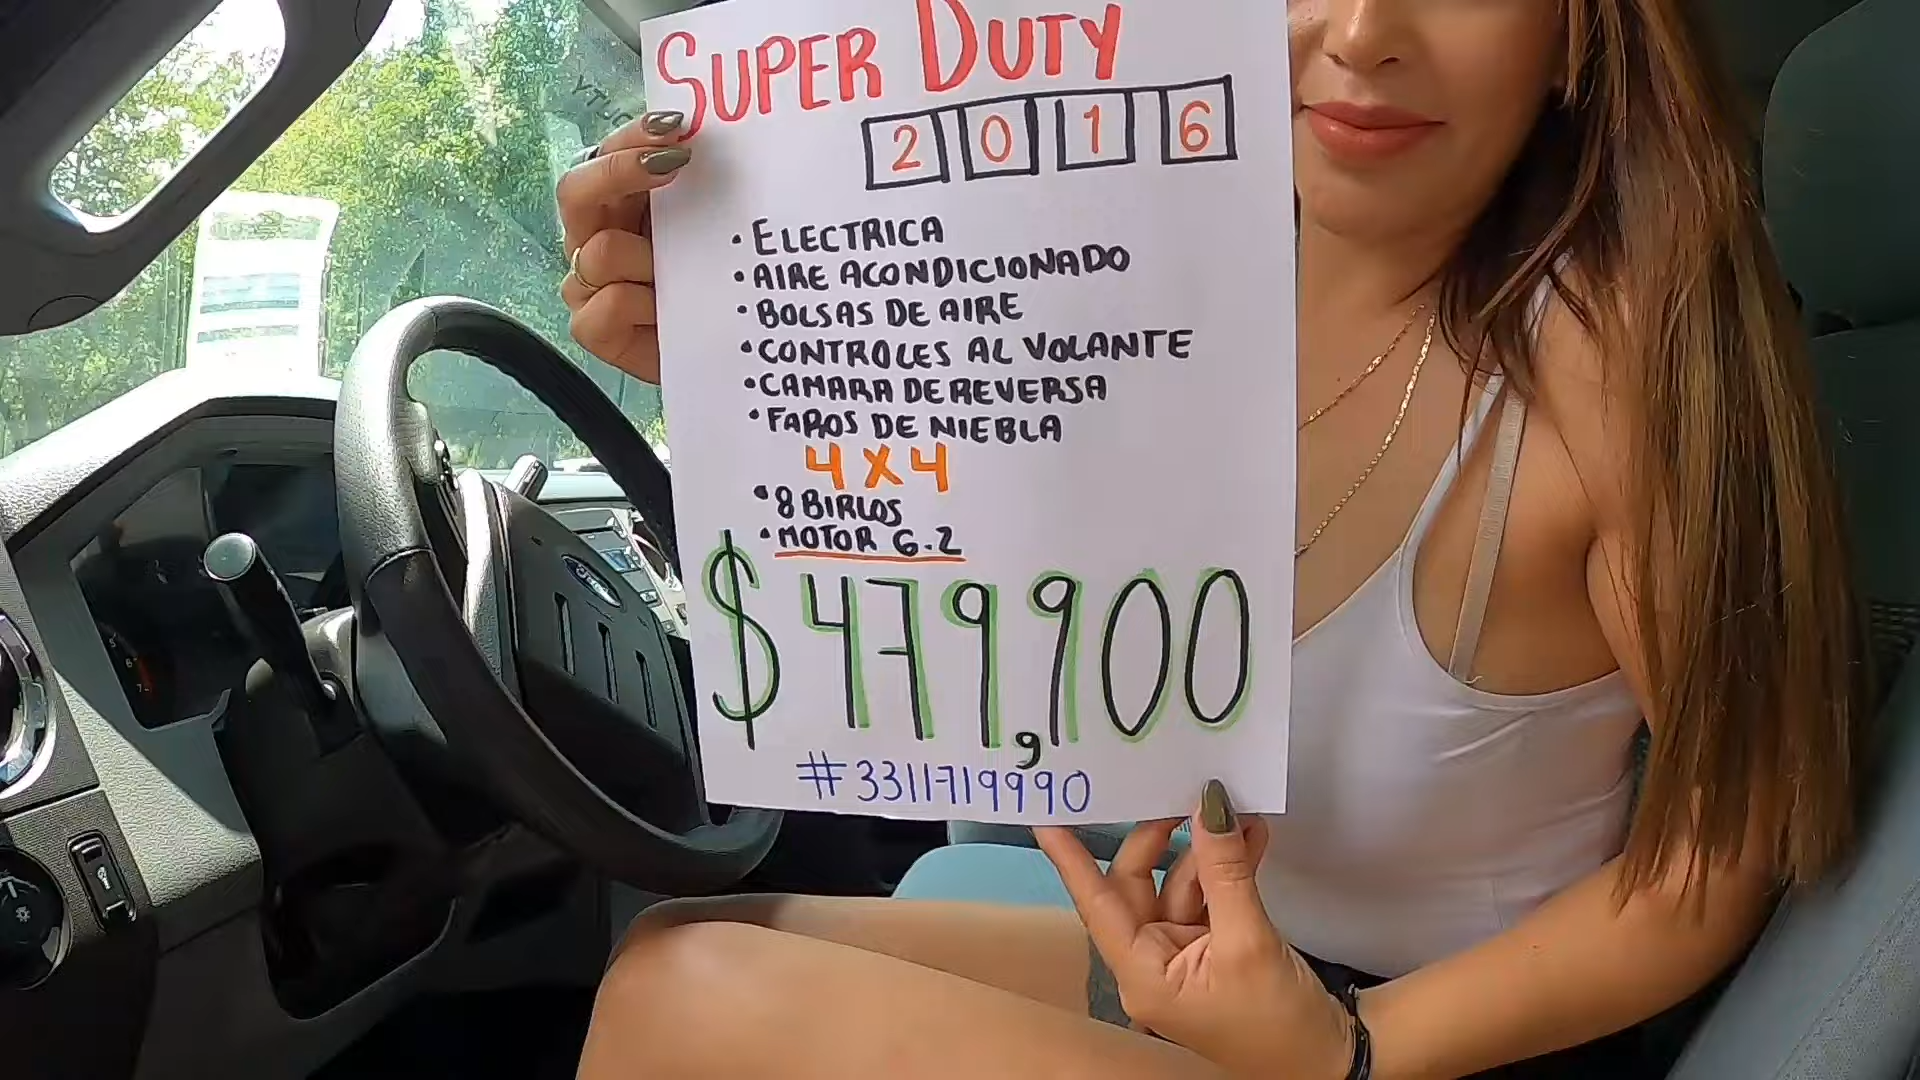 SUPER DUTY
2016
• ELECTRICA
• AIRE ACONDICIONADO
• BOLSAS DE AIRE
• CONTROLES AL VOLANTE
• CAMARA DE REVERSA
• FAROS DE NIEBLA
4X4
• 8 BIRLOS
• MOTOR 6.2
$479,900
#3311719990
Ford